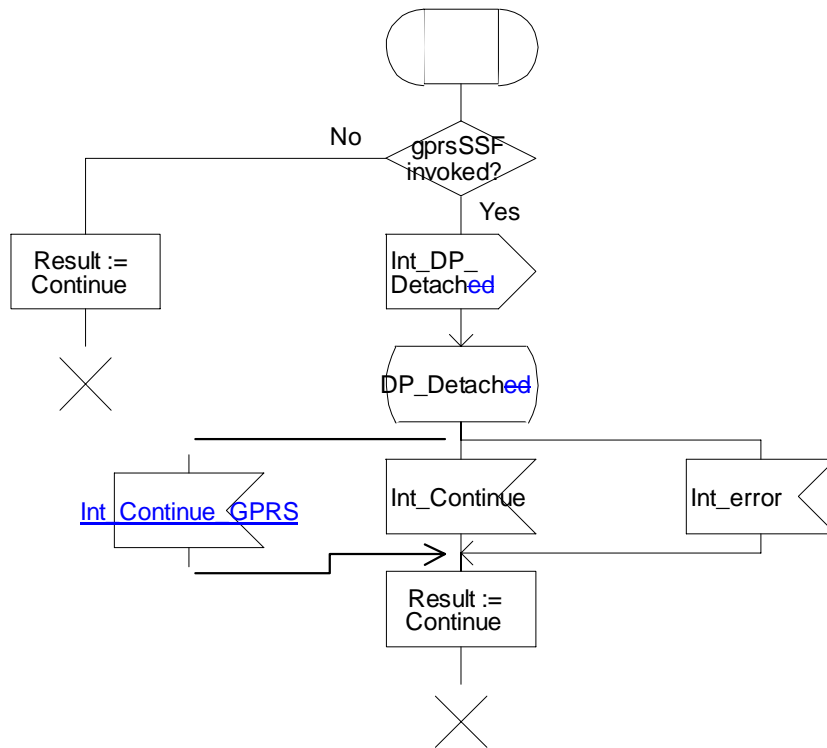 No
gprsSSF
invoked?
Yes
Result :=
Continue
Int_DP_
Detached
DP_Detached
Int_Continue_GPRS
Int_Continue
Int_error
Result :=
Continue